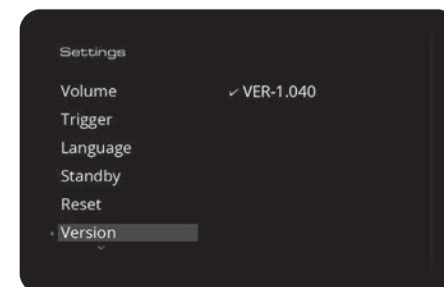 Settings
Volume
Trigger
Language
Standby
Reset
Version
✓ VER-1.040